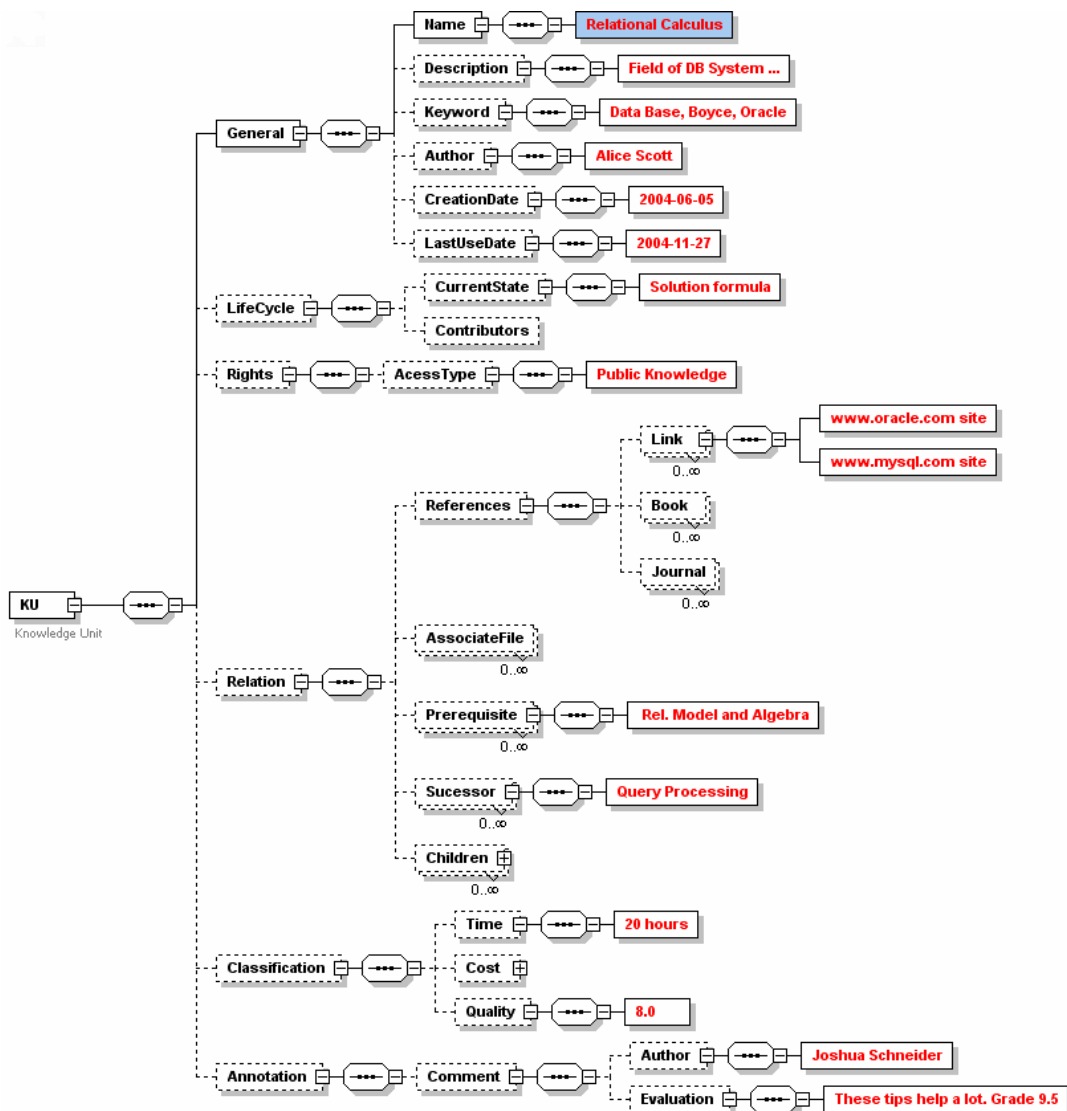 Name
Relational Calculus
Description
Field of DB System ...
Keyword
Data Base, Boyce, Oracle
General
Author
Alice Scott
CreationDate
2004-06-05
LastUseDate
2004-11-27
LifeCycle
CurrentState
Solution formula
Contributors
Rights
AcessType
Public Knowledge
www.oracle.com site
Link
0..∞
www.mysql.com site
References
Book
0..∞
Journal
0..∞
KU
Knowledge Unit
AssociateFile
0..∞
Relation
Prerequisite
0..∞
Rel. Model and Algebra
Sucessor
0..∞
Query Processing
Children
0..∞
Time
20 hours
Classification
Cost
Quality
8.0
Annotation
Comment
Author
Joshua Schneider
Evaluation
These tips help a lot. Grade 9.5